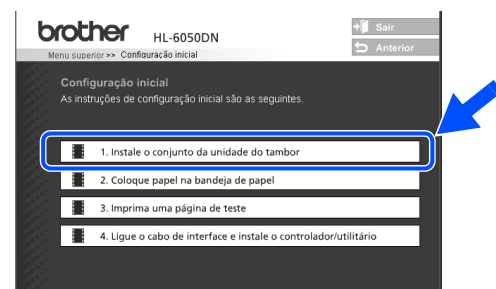 brother
HL-6050DN
Sair
Anterior
Menu superior >> Configuração inicial
Configuração inicial
As instruções de configuração inicial são as seguintes.
1. Instale o conjunto da unidade do tambor
2. Coloque papel na bandeja de papel
3. Imprima uma página de teste
4. Ligue o cabo de interface e instale o controlador/utilitário